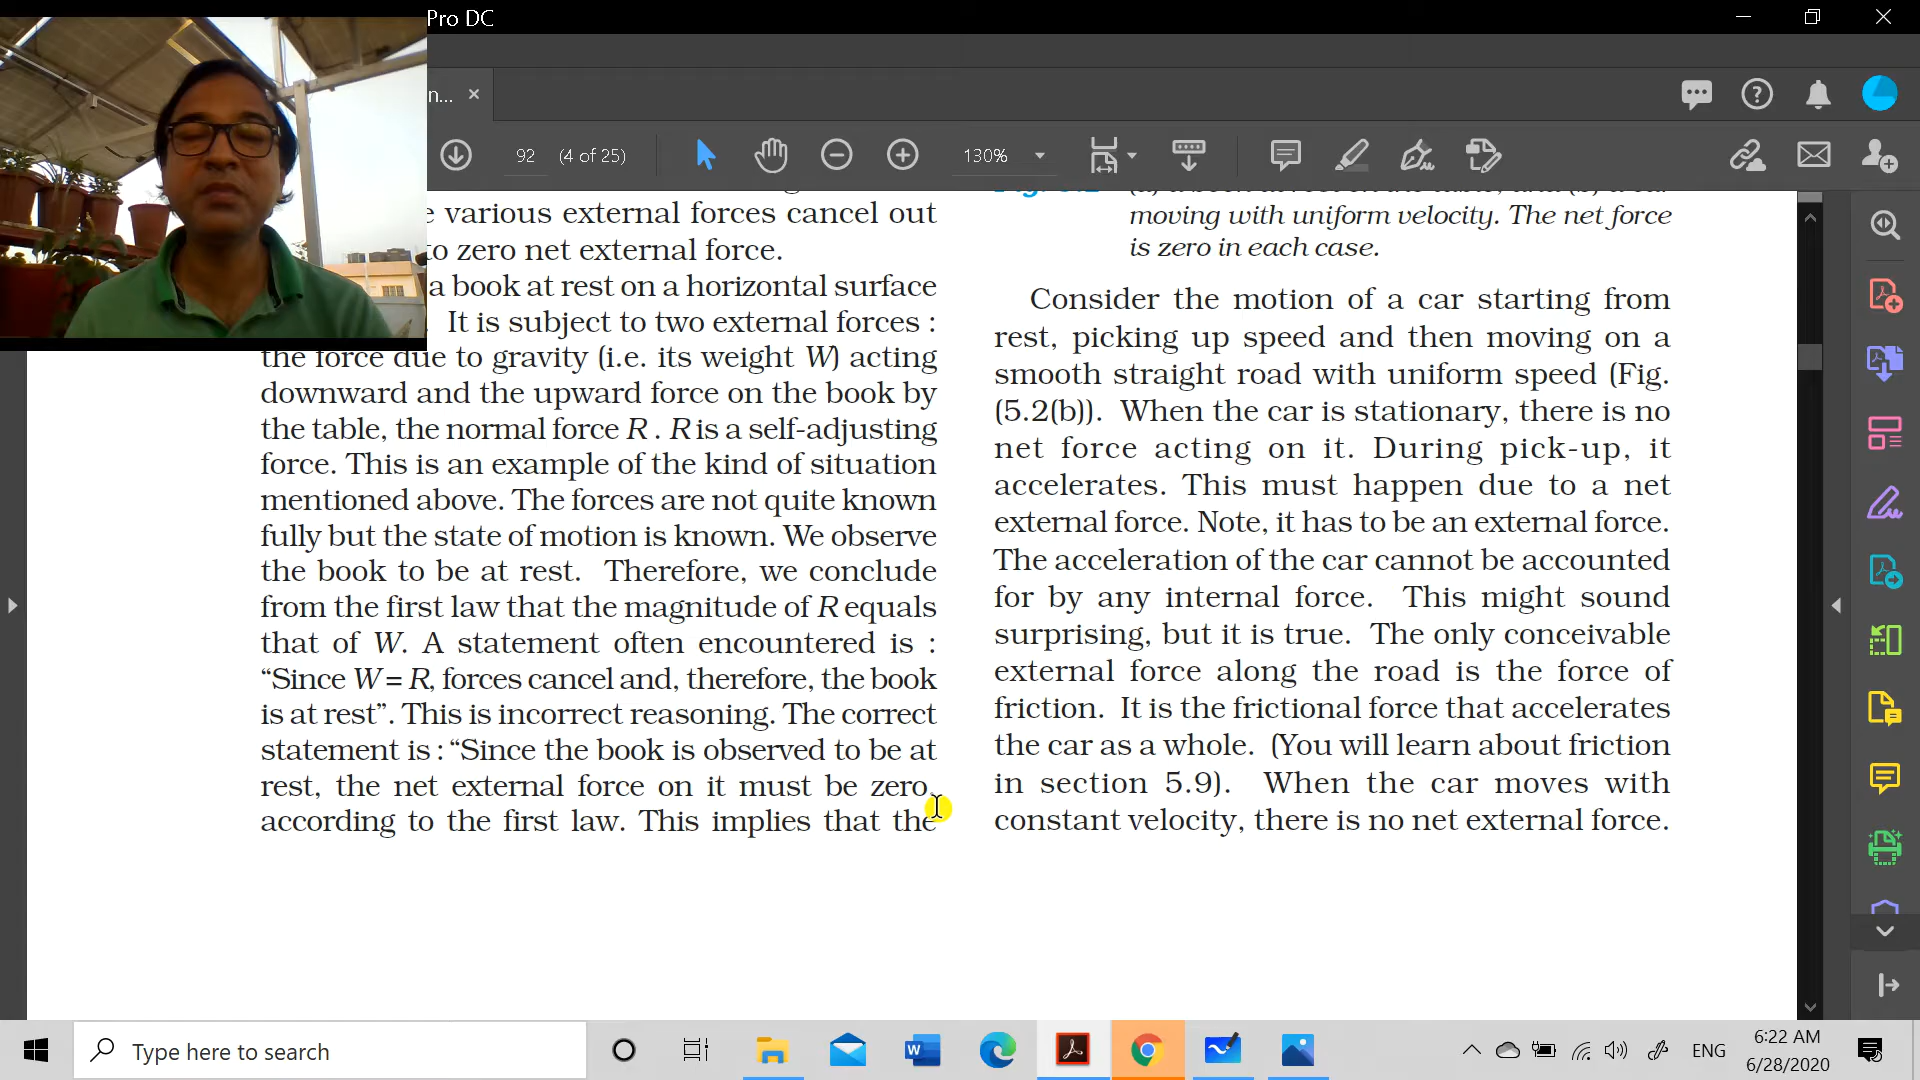 Pro DC
n...
92 (4 of 25)
130%
e various external forces cancel out
to zero net external force.
a book at rest on a horizontal surface
It is subject to two external forces :
the force due to gravity (i.e. its weight W) acting
downward and the upward force on the book by
the table, the normal force R . R is a self-adjusting
force. This is an example of the kind of situation
mentioned above. The forces are not quite known
fully but the state of motion is known. We observe
the book to be at rest. Therefore, we conclude
from the first law that the magnitude of R equals
that of W. A statement often encountered is :
“Since W = R, forces cancel and, therefore, the book
is at rest”. This is incorrect reasoning. The correct
statement is : “Since the book is observed to be at
rest, the net external force on it must be zero,
according to the first law. This implies that the
moving with uniform velocity. The net force
is zero in each case.
Consider the motion of a car starting from
rest, picking up speed and then moving on a
smooth straight road with uniform speed (Fig.
(5.2(b)). When the car is stationary, there is no
net force acting on it. During pick-up, it
accelerates. This must happen due to a net
external force. Note, it has to be an external force.
The acceleration of the car cannot be accounted
for by any internal force. This might sound
surprising, but it is true. The only conceivable
external force along the road is the force of
friction. It is the frictional force that accelerates
the car as a whole. (You will learn about friction
in section 5.9). When the car moves with
constant velocity, there is no net external force.
Type here to search
ENG
6:22 AM
6/28/2020